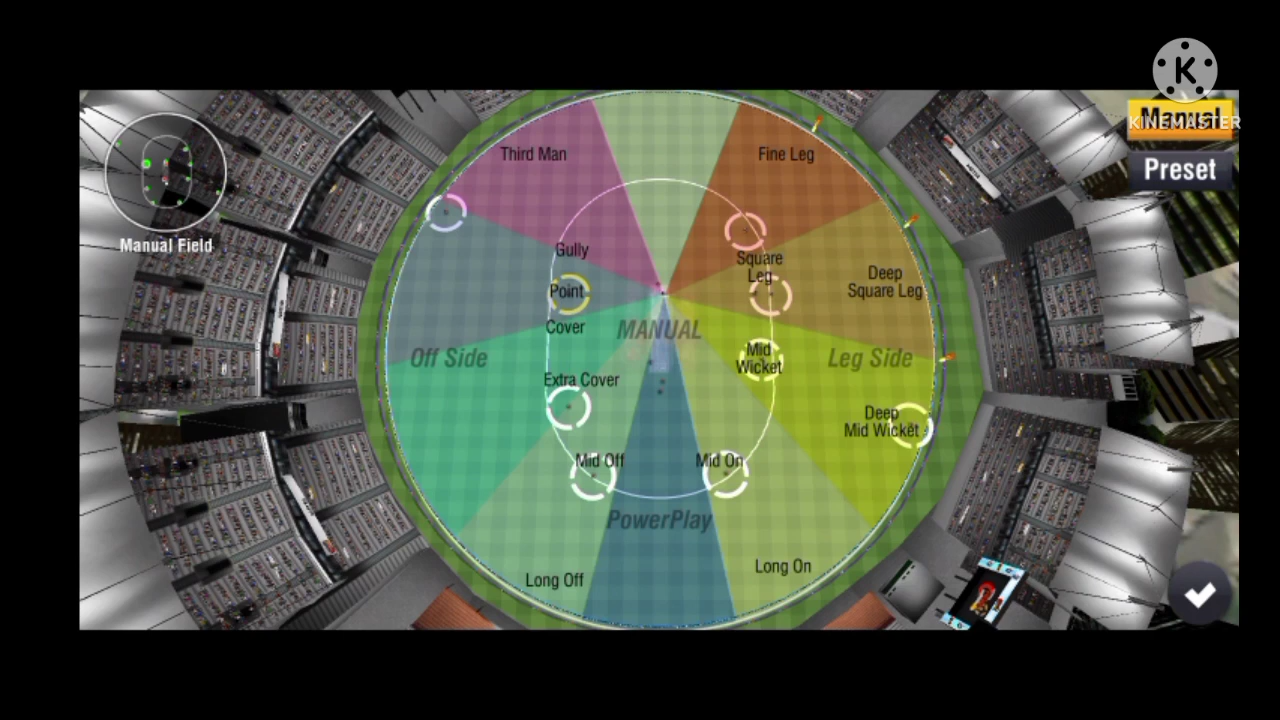 KINEMASTER
Manual
Preset
Manual Field
Third Man
Fine Leg
Gully
Square
Leg
Point
Deep
Square Leg
Cover
MANUAL
Off Side
Mid
Wicket
Leg Side
Extra Cover
Deep
Mid Wicket
Mid Off
Mid On
PowerPlay
Long Off
Long On